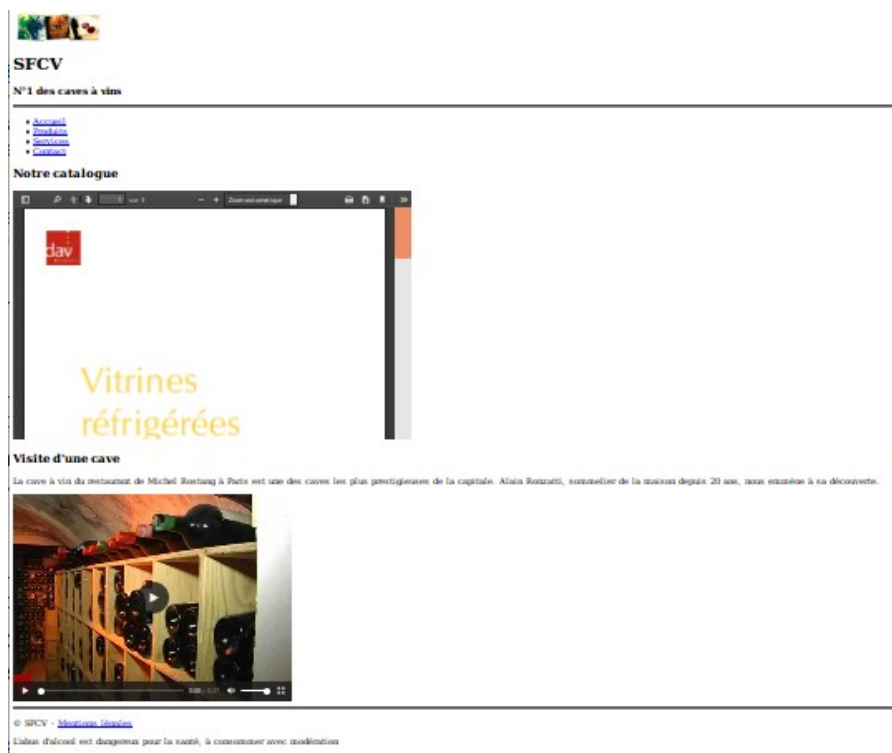 SFCV
N°1 des caves à vins
Accueil
Produits
Services
Contact
Notre catalogue
1 sur 3 − + Zoom automatique
dav
Vitrines
réfrigérées
Visite d'une cave
La cave à vin du restaurant de Michel Rostang à Paris est une des caves les plus prestigieuses de la capitale. Alain Ronzatti, sommelier de la maison depuis 20 ans, nous emmène à sa découverte.
0:00
© SFCV - Mentions légales
L'abus d'alcool est dangereux pour la santé, à consommer avec modération